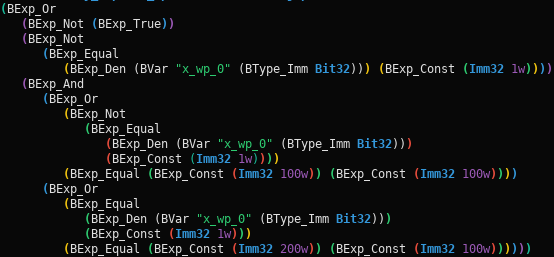 (BExp_Or
(BExp_Not (BExp_True))
(BExp_Not
(BExp_Equal
(BExp_Den (BVar "x_wp_0" (BType_Imm Bit32))) (BExp_Const (Imm32 1w))))
(BExp_And
(BExp_Or
(BExp_Not
(BExp_Equal
(BExp_Den (BVar "x_wp_0" (BType_Imm Bit32)))
(BExp_Const (Imm32 1w))))
(BExp_Equal (BExp_Const (Imm32 100w)) (BExp_Const (Imm32 100w))))
(BExp_Or
(BExp_Equal
(BExp_Den (BVar "x_wp_0" (BType_Imm Bit32)))
(BExp_Const (Imm32 1w)))
(BExp_Equal (BExp_Const (Imm32 200w)) (BExp_Const (Imm32 100w))))))